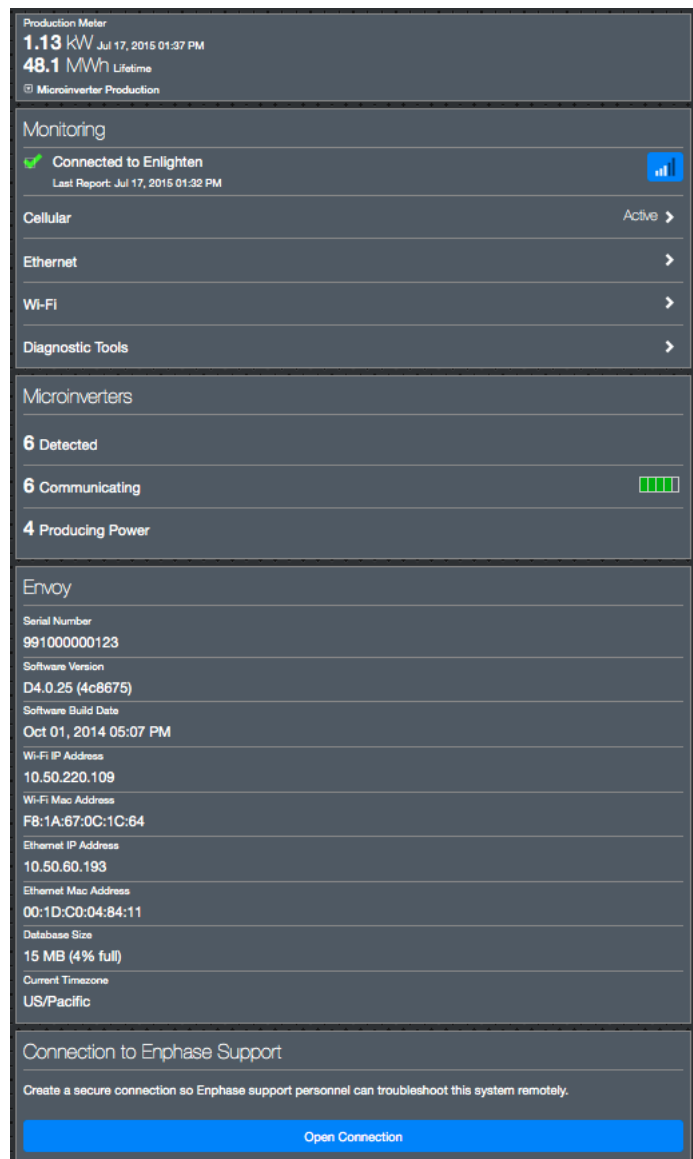 Production Meter
1.13 kW Jul 17, 2015 01:37 PM
48.1 MWh Lifetime
Microinverter Production
Monitoring
Connected to Enlighten
Last Report: Jul 17, 2015 01:32 PM
Cellular Active
Ethernet
Wi-Fi
Diagnostic Tools
Microinverters
6 Detected
6 Communicating
4 Producing Power
Envoy
Serial Number
991000000123
Software Version
D4.0.25 (4c8675)
Software Build Date
Oct 01, 2014 05:07 PM
Wi-Fi IP Address
10.50.220.109
Wi-Fi Mac Address
F8:1A:67:0C:1C:64
Ethernet IP Address
10.50.60.193
Ethernet Mac Address
00:1D:C0:04:84:11
Database Size
15 MB (4% full)
Current Timezone
US/Pacific
Connection to Enphase Support
Create a secure connection so Enphase support personnel can troubleshoot this system remotely.
Open Connection